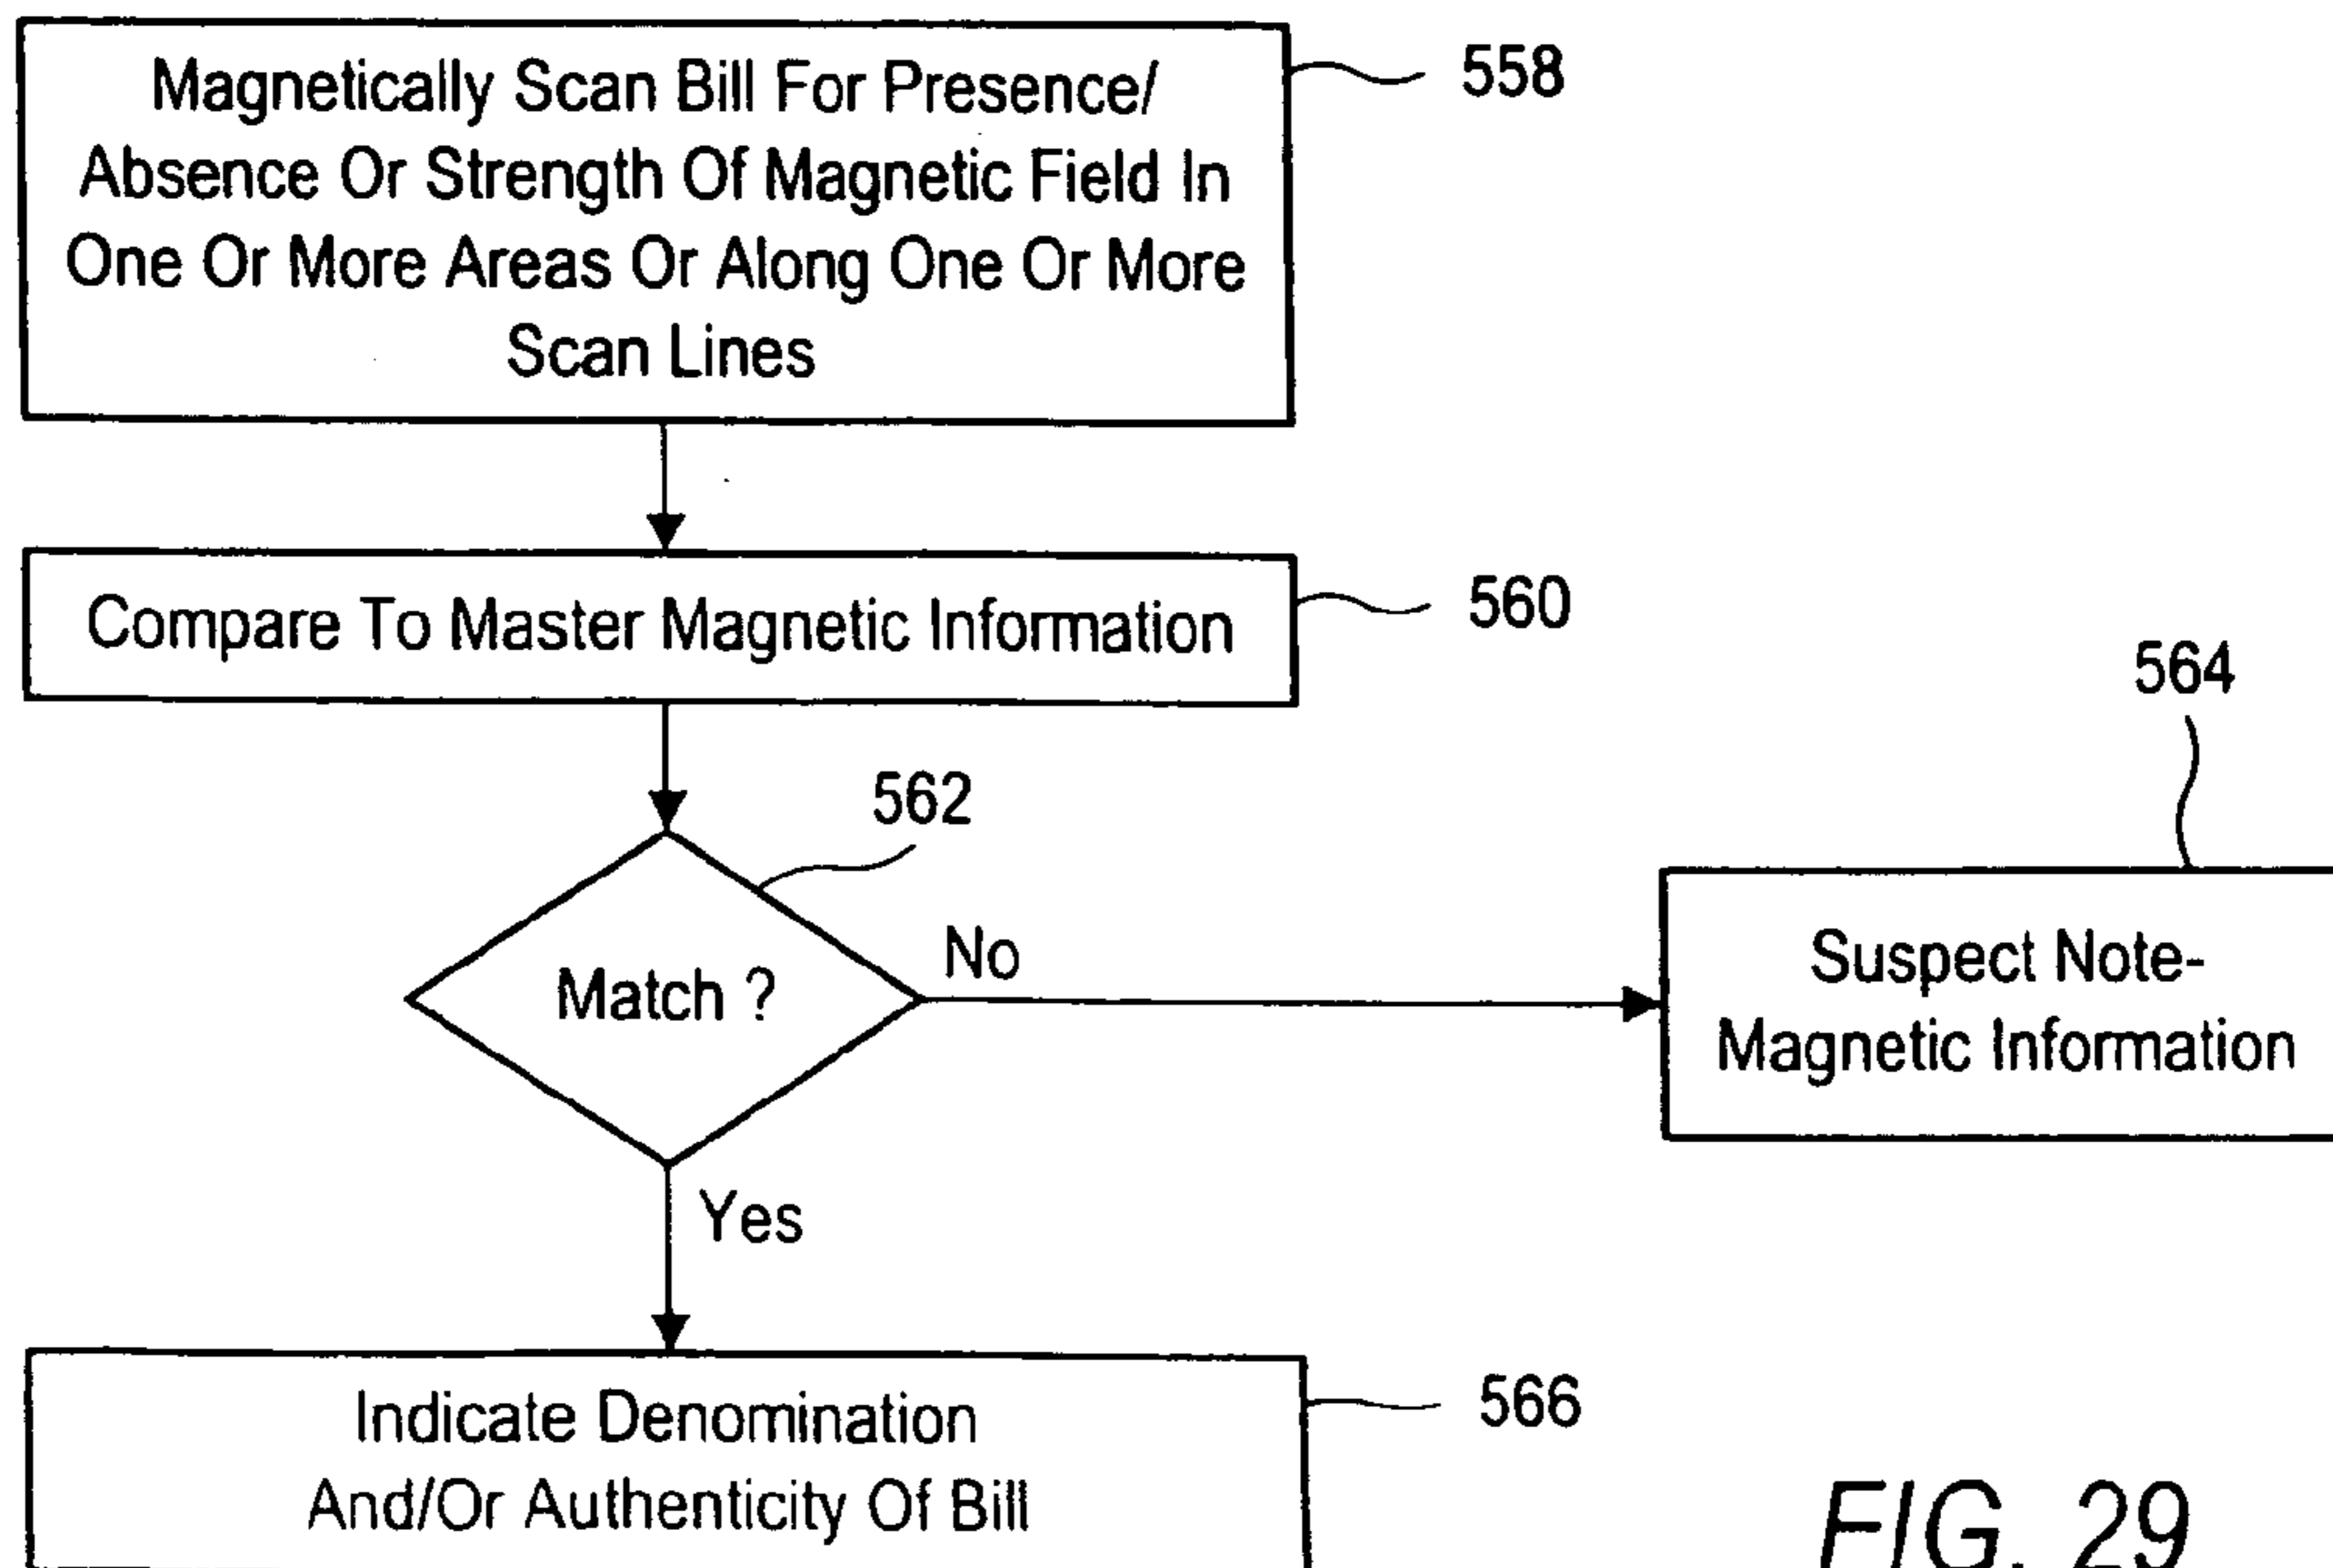 Magnetically Scan Bill For Presence/
Absence Or Strength Of Magnetic Field In
One Or More Areas Or Along One Or More
Scan Lines
558
Compare To Master Magnetic Information
560
562
Match ?
No
564
Suspect Note-
Magnetic Information
Yes
Indicate Denomination
And/Or Authenticity Of Bill
566
FIG. 29